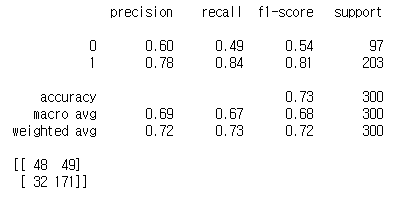 precision recall f1-score support
0 0.60 0.49 0.54 97
1 0.78 0.84 0.81 203
accuracy 0.73 300
macro avg 0.69 0.67 0.68 300
weighted avg 0.72 0.73 0.72 300
[[ 48 49]
[ 32 171]]